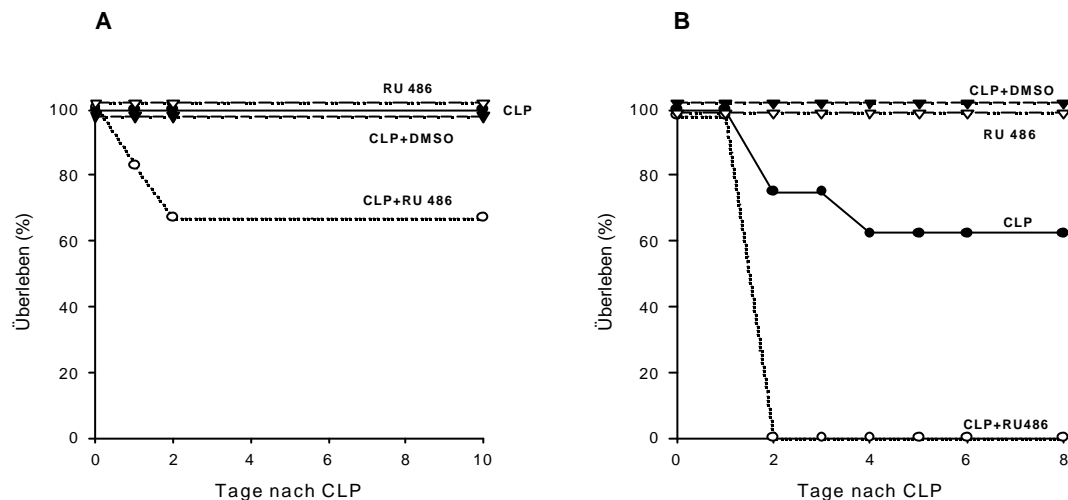 A
RU 486
CLP
CLP+DMSO
CLP+RU 486
100
80
60
40
20
0
Überleben (%)
0 2 4 6 8 10
Tage nach CLP
B
CLP+DMSO
RU 486
CLP
CLP+RU486
100
80
60
40
20
0
Überleben (%)
0 2 4 6 8
Tage nach CLP